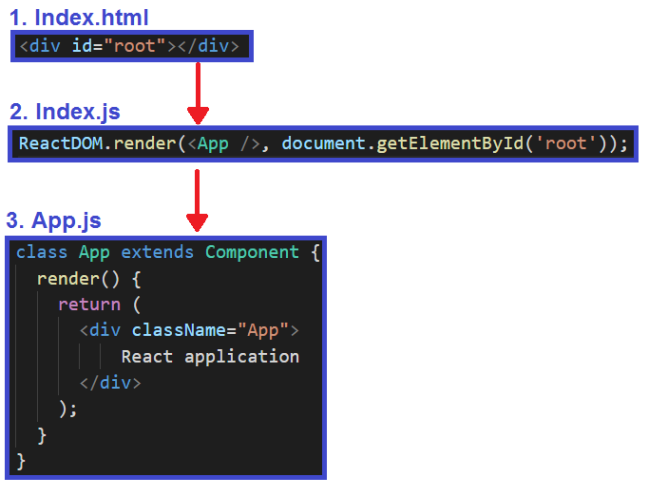 1. Index.html
<div id="root"></div>
2. Index.js
ReactDOM.render(<App />, document.getElementById('root'));
3. App.js
class App extends Component {
  render() {
    return (
      <div className="App">
          React application
      </div>
    );
  }
}